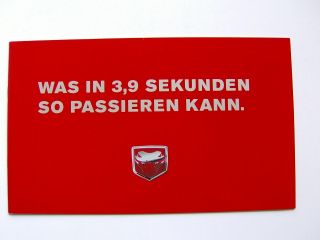 WAS IN 3,9 SEKUNDEN
SO PASSIEREN KANN.